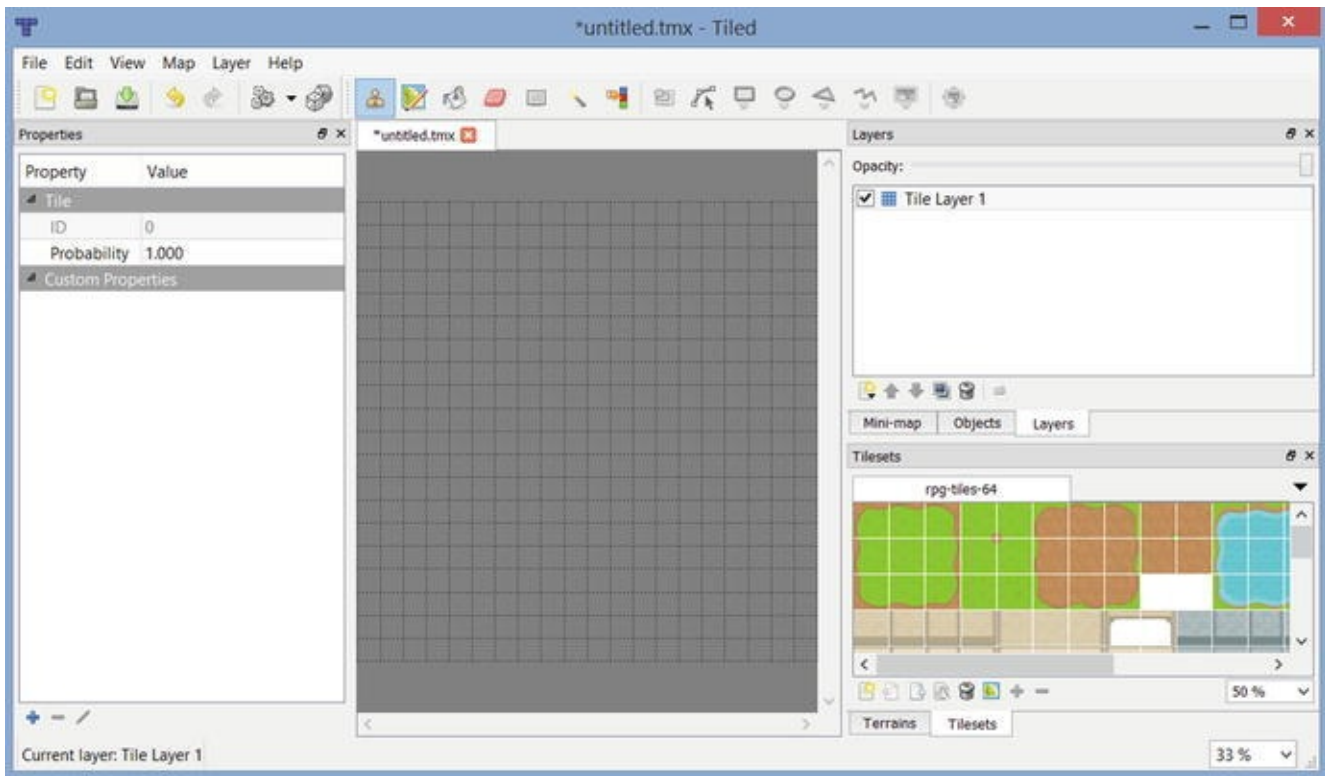 *untitled.tmx - Tiled
File Edit View Map Layer Help
Properties
*untitled.tmx
Layers
Property Value
Opacity:
Tile
Tile Layer 1
ID 0
Probability 1.000
Custom Properties
Mini-map Objects Layers
Tilesets
rpg-tiles-64
50 %
Terrains Tilesets
Current layer: Tile Layer 1
33 %